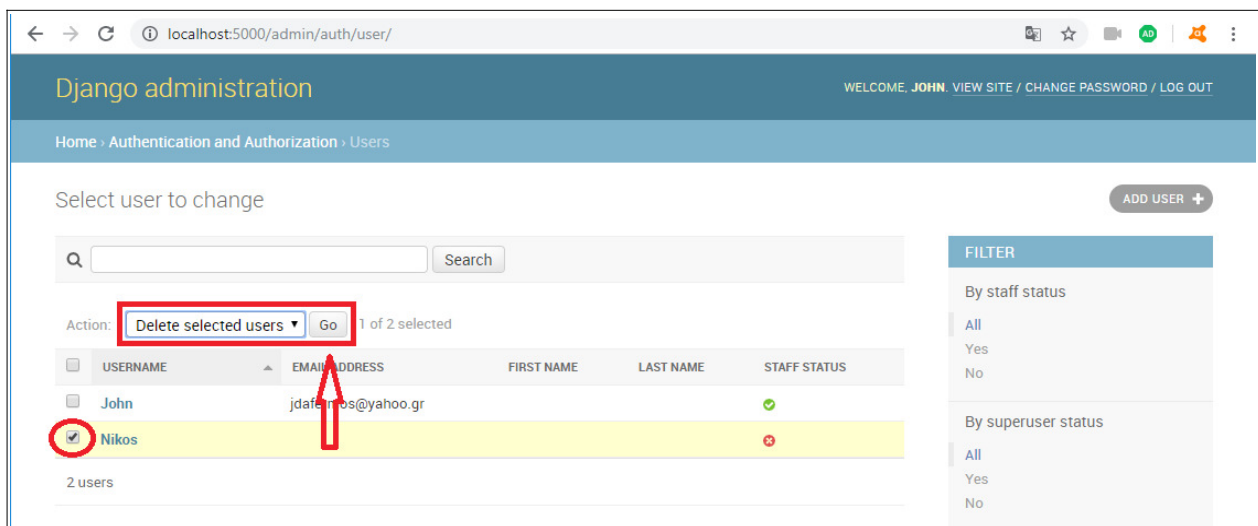 localhost:5000/admin/auth/user/
AD
Django administration
WELCOME, JOHN. VIEW SITE / CHANGE PASSWORD / LOG OUT
Home › Authentication and Authorization › Users
Select user to change
ADD USER +
Search
FILTER
By staff status
All
Yes
No
By superuser status
All
Yes
No
Action: Delete selected users Go 1 of 2 selected
USERNAME EMAIL ADDRESS FIRST NAME LAST NAME STAFF STATUS
John
Nikos
2 users